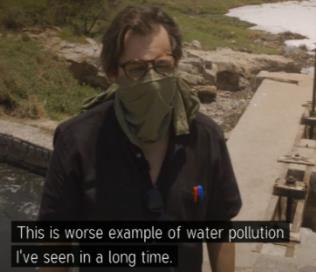 This is worse example of water pollution
I've seen in a long time.